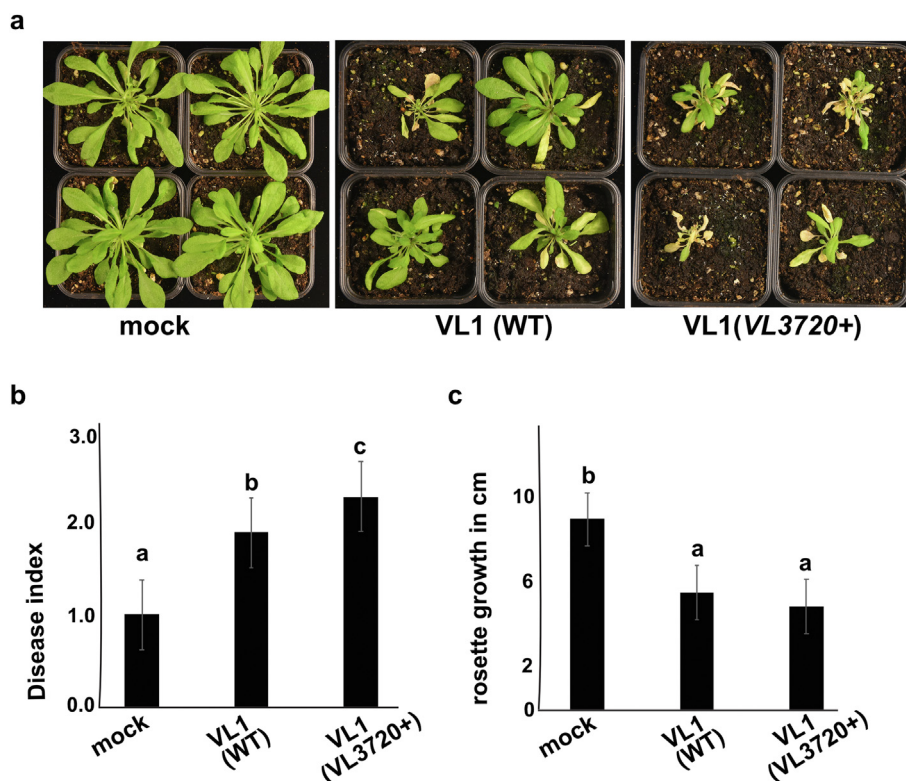 a
mock
VL1 (WT)
VL1(VL3720+)
b
Disease index
3.0
2.0
1.0
0.0
a
b
c
mock
VL1
(WT)
VL1
(VL3720+)
c
rosette growth in cm
10
6
2
0
b
a
a
mock
VL1
(WT)
VL1
(VL3720+)